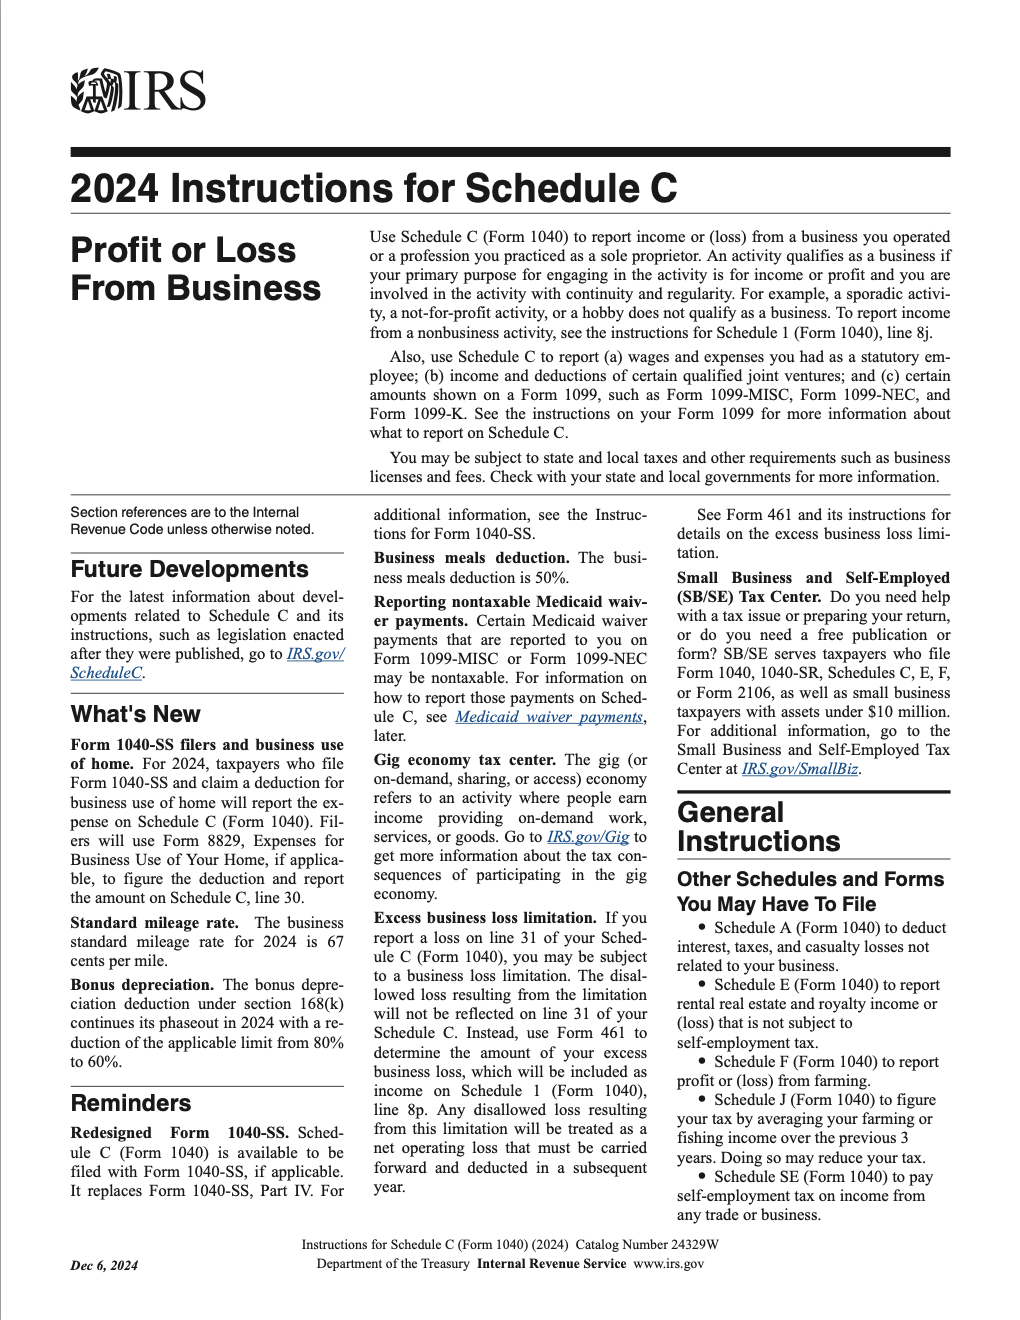 IRS
2024 Instructions for Schedule C
Profit or Loss
From Business
Use Schedule C (Form 1040) to report income or (loss) from a business you operated
or a profession you practiced as a sole proprietor. An activity qualifies as a business if
your primary purpose for engaging in the activity is for income or profit and you are
involved in the activity with continuity and regularity. For example, a sporadic activi-
ty, a not-for-profit activity, or a hobby does not qualify as a business. To report income
from a nonbusiness activity, see the instructions for Schedule 1 (Form 1040), line 8j.
Also, use Schedule C to report (a) wages and expenses you had as a statutory em-
ployee; (b) income and deductions of certain qualified joint ventures; and (c) certain
amounts shown on a Form 1099, such as Form 1099-MISC, Form 1099-NEC, and
Form 1099-K. See the instructions on your Form 1099 for more information about
what to report on Schedule C.
You may be subject to state and local taxes and other requirements such as business
licenses and fees. Check with your state and local governments for more information.
Section references are to the Internal
Revenue Code unless otherwise noted.
Future Developments
For the latest information about devel-
opments related to Schedule C and its
instructions, such as legislation enacted
after they were published, go to IRS.gov/
ScheduleC.
What's New
Form 1040-SS filers and business use
of home. For 2024, taxpayers who file
Form 1040-SS and claim a deduction for
business use of home will report the ex-
pense on Schedule C (Form 1040). Fil-
ers will use Form 8829, Expenses for
Business Use of Your Home, if applica-
ble, to figure the deduction and report
the amount on Schedule C, line 30.
Standard mileage rate. The business
standard mileage rate for 2024 is 67
cents per mile.
Bonus depreciation. The bonus depre-
ciation deduction under section 168(k)
continues its phaseout in 2024 with a re-
duction of the applicable limit from 80%
to 60%.
Reminders
Redesigned Form 1040-SS. Sched-
ule C (Form 1040) is available to be
filed with Form 1040-SS, if applicable.
It replaces Form 1040-SS, Part IV. For
additional information, see the Instruc-
tions for Form 1040-SS.
Business meals deduction. The busi-
ness meals deduction is 50%.
Reporting nontaxable Medicaid waiv-
er payments. Certain Medicaid waiver
payments that are reported to you on
Form 1099-MISC or Form 1099-NEC
may be nontaxable. For information on
how to report those payments on Sched-
ule C, see Medicaid waiver payments,
later.
Gig economy tax center. The gig (or
on-demand, sharing, or access) economy
refers to an activity where people earn
income providing on-demand work,
services, or goods. Go to IRS.gov/Gig to
get more information about the tax con-
sequences of participating in the gig
economy.
Excess business loss limitation. If you
report a loss on line 31 of your Sched-
ule C (Form 1040), you may be subject
to a business loss limitation. The disal-
lowed loss resulting from the limitation
will not be reflected on line 31 of your
Schedule C. Instead, use Form 461 to
determine the amount of your excess
business loss, which will be included as
income on Schedule 1 (Form 1040),
line 8p. Any disallowed loss resulting
from this limitation will be treated as a
net operating loss that must be carried
forward and deducted in a subsequent
year.
See Form 461 and its instructions for
details on the excess business loss limi-
tation.
Small Business and Self-Employed
(SB/SE) Tax Center. Do you need help
with a tax issue or preparing your return,
or do you need a free publication or
form? SB/SE serves taxpayers who file
Form 1040, 1040-SR, Schedules C, E, F,
or Form 2106, as well as small business
taxpayers with assets under $10 million.
For additional information, go to the
Small Business and Self-Employed Tax
Center at IRS.gov/SmallBiz.
General
Instructions
Other Schedules and Forms
You May Have To File
• Schedule A (Form 1040) to deduct
interest, taxes, and casualty losses not
related to your business.
• Schedule E (Form 1040) to report
rental real estate and royalty income or
(loss) that is not subject to
self-employment tax.
• Schedule F (Form 1040) to report
profit or (loss) from farming.
• Schedule J (Form 1040) to figure
your tax by averaging your farming or
fishing income over the previous 3
years. Doing so may reduce your tax.
• Schedule SE (Form 1040) to pay
self-employment tax on income from
any trade or business.
Instructions for Schedule C (Form 1040) (2024) Catalog Number 24329W
Dec 6, 2024
Department of the Treasury Internal Revenue Service www.irs.gov